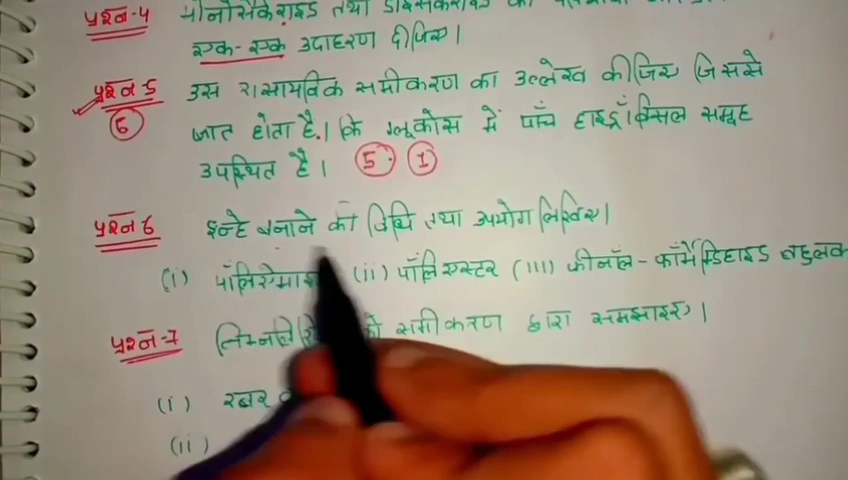 प्रश्न-4 मोनोसैकेराइड तथा
एक-एक उदाहरण दीजिए।
प्रश्न-5 उस रासायनिक समीकरण का उल्लेख कीजिए जिससे
6 ज्ञात होता है। कि ग्लूकोस में पाँच हाइड्रॉक्सिल समूह
उपस्थित है। 5. 1
प्रश्न 6 इन्हे बनाने की विधि तथा उपयोग लिखिए।
(i) (ii) पॉलिएस्टर (iii) फीनॉल-फॉर्मेल्डिहाइड बहुलक
प्रश्न-7 को समीकरण द्वारा समझाइए।
(i) रबर
(ii)